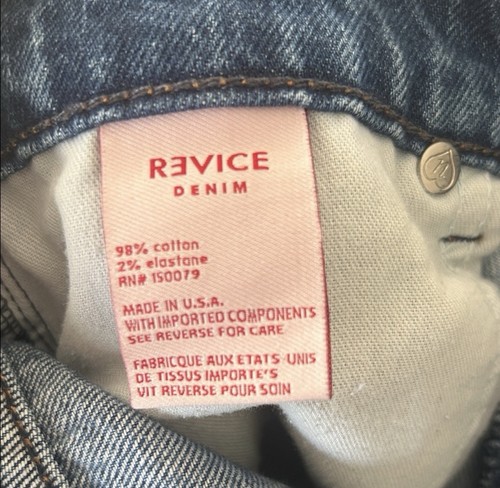 RƎVICE
DENIM
98% cotton
2% elastane
RN# 150079
MADE IN U.S.A.
WITH IMPORTED COMPONENTS
SEE REVERSE FOR CARE
FABRICQUE AUX ETATS-UNIS
DE TISSUS IMPORTE'S
VIT REVERSE POUR SOIN